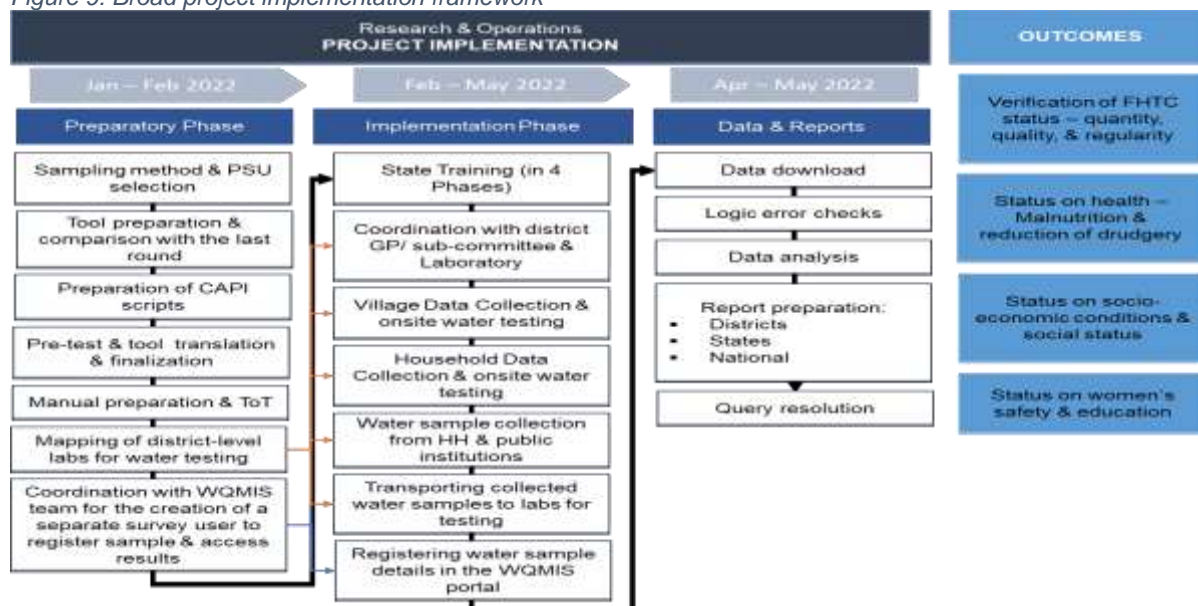 Figure 9: Broad project implementation framework
Research & Operations
PROJECT IMPLEMENTATION
OUTCOMES
Jan – Feb 2022
Feb – May 2022
Apr – May 2022
Preparatory Phase
Implementation Phase
Data & Reports
Sampling method & PSU
selection
Tool preparation &
comparison with the last
round
Preparation of CAPI
scripts
Pre-test & tool translation
& finalization
Manual preparation & ToT
Mapping of district-level
labs for water testing
Coordination with WQMIS
team for the creation of a
separate survey user to
register sample & access
results
State Training (in 4
Phases)
Coordination with district
GP/ sub-committee &
Laboratory
Village Data Collection &
onsite water testing
Household Data
Collection & onsite water
testing
Water sample collection
from HH & public
institutions
Transporting collected
water samples to labs for
testing
Registering water sample
details in the WQMIS
portal
Data download
Logic error checks
Data analysis
Report preparation:
▪ Districts
▪ States
▪ National
Query resolution
Verification of FHTC
status – quantity,
quality, & regularity
Status on health –
Malnutrition &
reduction of drudgery
Status on socio-
economic conditions &
social status
Status on women's
safety & education